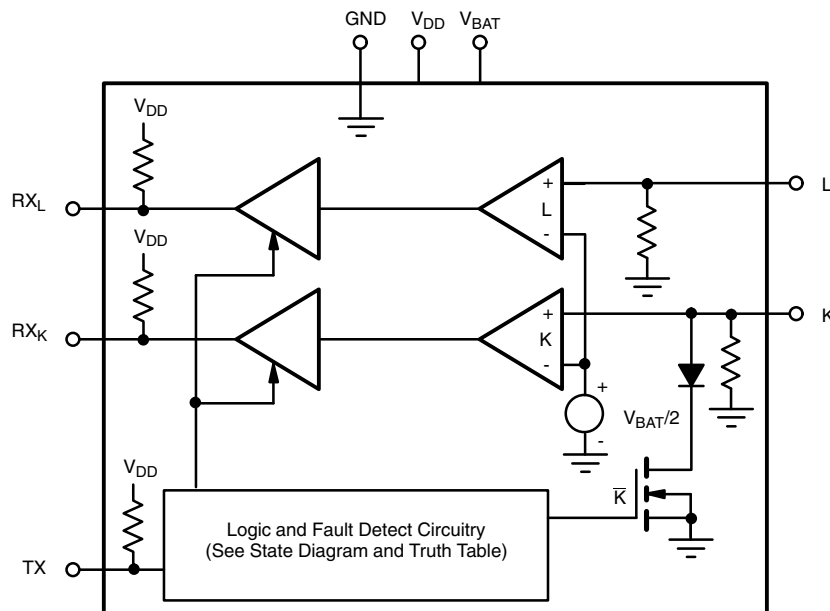 GND VDD VBAT
VDD
RXL
+
L
-
L
VDD
RXK
+
K
-
K
+
VBAT/2
-
VDD
K̅
Logic and Fault Detect Circuitry
(See State Diagram and Truth Table)
TX